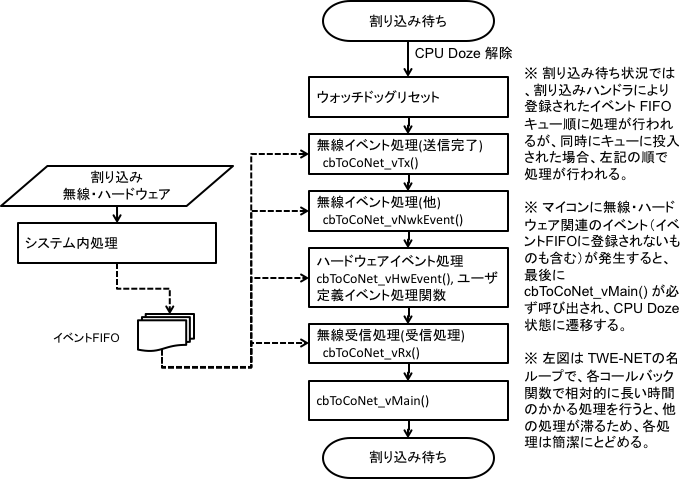 割り込み待ち
CPU Doze 解除
ウォッチドッグリセット
無線イベント処理(送信完了)
cbToCoNet_vTx()
無線イベント処理(他)
cbToCoNet_vNwkEvent()
ハードウェアイベント処理
cbToCoNet_vHwEvent(), ユーザ
定義イベント処理関数
無線受信処理(受信処理)
cbToCoNet_vRx()
cbToCoNet_vMain()
割り込み待ち
割り込み
無線・ハードウェア
システム内処理
イベントFIFO
※ 割り込み待ち状況では
、割り込みハンドラにより
登録されたイベント FIFO
キュー順に処理が行われ
るが、同時にキューに投入
された場合、左記の順で
処理が行われる。
※ マイコンに無線・ハード
ウェア関連のイベント（イベ
ントFIFOに登録されないも
のも含む）が発生すると、
最後に
cbToCoNet_vMain() が必
ず呼び出され、CPU Doze
状態に遷移する。
※ 左図は TWE-NETの名
ループで、各コールバック
関数で相対的に長い時間
のかかる処理を行うと、他
の処理が滞るため、各処
理は簡潔にとどめる。